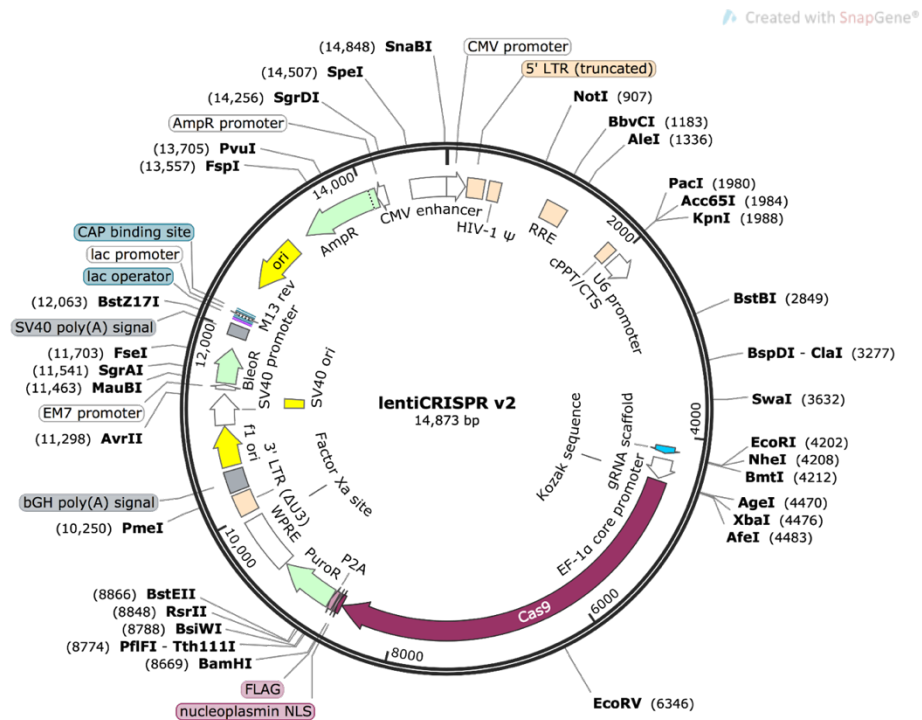 Created with SnapGene®
(14,848) SnaBI
CMV promoter
(14,507) SpeI
5' LTR (truncated)
(14,256) SgrDI
NotI (907)
AmpR promoter
BbvCI (1183)
(13,705) PvuI
AleI (1336)
(13,557) FspI
14,000
PacI (1980)
Acc65I (1984)
KpnI (1988)
CMV enhancer
HIV-1 Ψ
RRE
2000
AmpR
cPPT/CTS
U6 promoter
CAP binding site
ori
lac promoter
lac operator
M13 rev
(12,063) BstZ17I
BstBI (2849)
SV40 poly(A) signal
12,000
SV40 promoter
(11,703) FseI
BleoR
SV40 ori
BspDI - ClaI (3277)
(11,541) SgrAI
(11,463) MauBI
lentiCRISPR v2
14,873 bp
SwaI (3632)
EM7 promoter
4000
(11,298) AvrII
f1 ori
3' LTR (ΔU3)
Factor Xa site
Kozak sequence
gRNA scaffold
EcoRI (4202)
NheI (4208)
BmtI (4212)
bGH poly(A) signal
WPRE
EF-1α core promoter
AgeI (4470)
XbaI (4476)
AfeI (4483)
(10,250) PmeI
10,000
PuroR
P2A
Cas9
6000
(8866) BstEII
(8848) RsrII
(8788) BsiWI
(8774) PflFI - Tth111I
(8669) BamHI
8000
FLAG
nucleoplasmin NLS
EcoRV (6346)